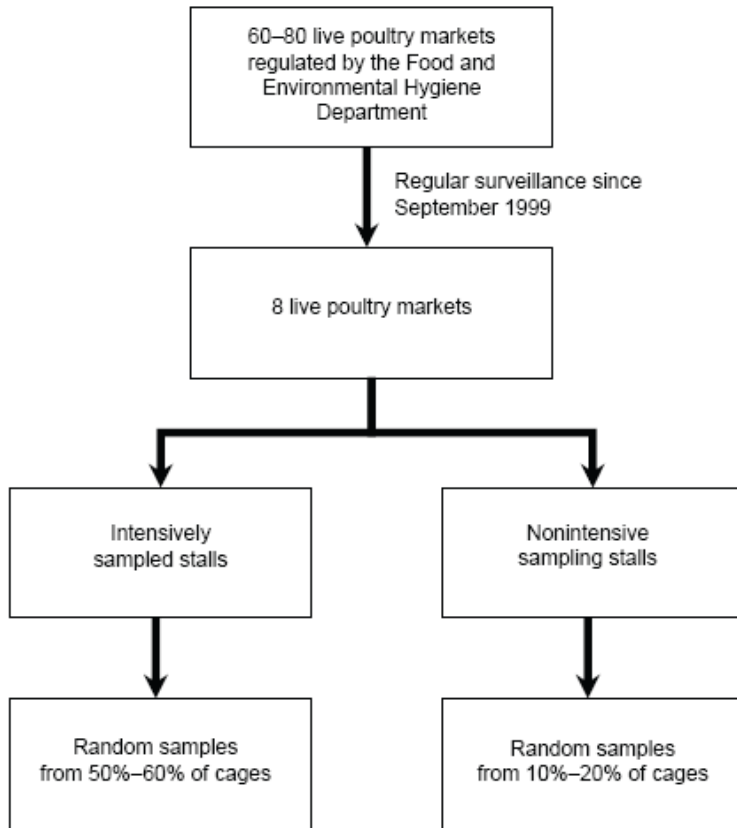 60–80 live poultry markets
regulated by the Food and
Environmental Hygiene
Department
Regular surveillance since
September 1999
8 live poultry markets
Intensively
sampled stalls
Nonintensive
sampling stalls
Random samples
from 50%–60% of cages
Random samples
from 10%–20% of cages